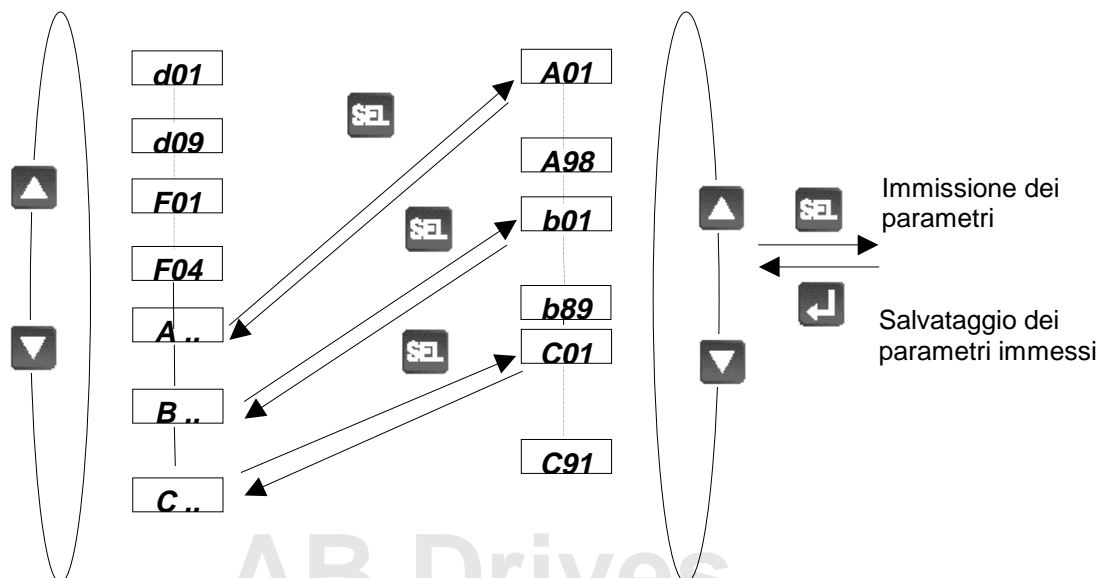 d01
d09
F01
F04
A ..
B ..
C ..
SEL
SEL
SEL
A01
A98
b01
b89
C01
C91
SEL
Immissione dei
parametri
Salvataggio dei
parametri immessi
AB Drives